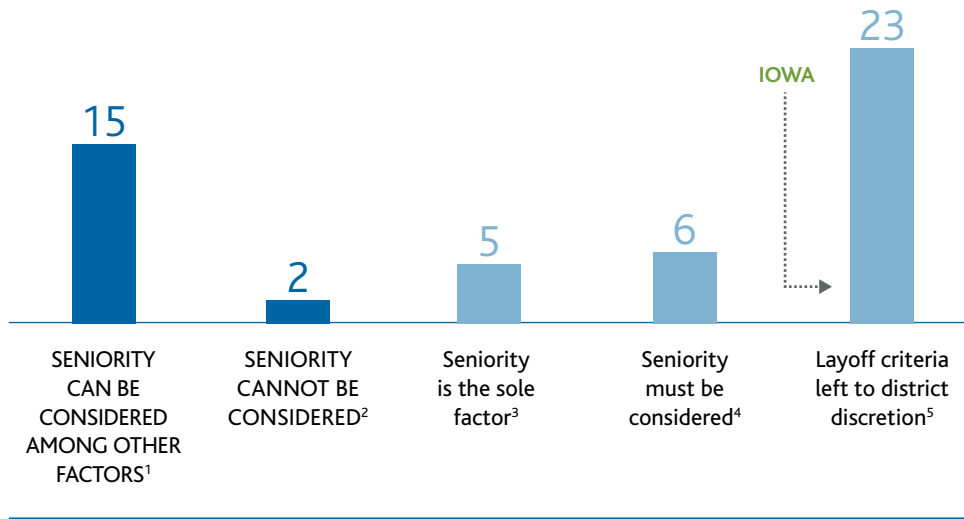 23
IOWA
15
5
6
2
SENIORITY
CAN BE
CONSIDERED
AMONG OTHER
FACTORS¹
SENIORITY
CANNOT BE
CONSIDERED²
Seniority
is the sole
factor³
Seniority
must be
considered⁴
Layoff criteria
left to district
discretion⁵